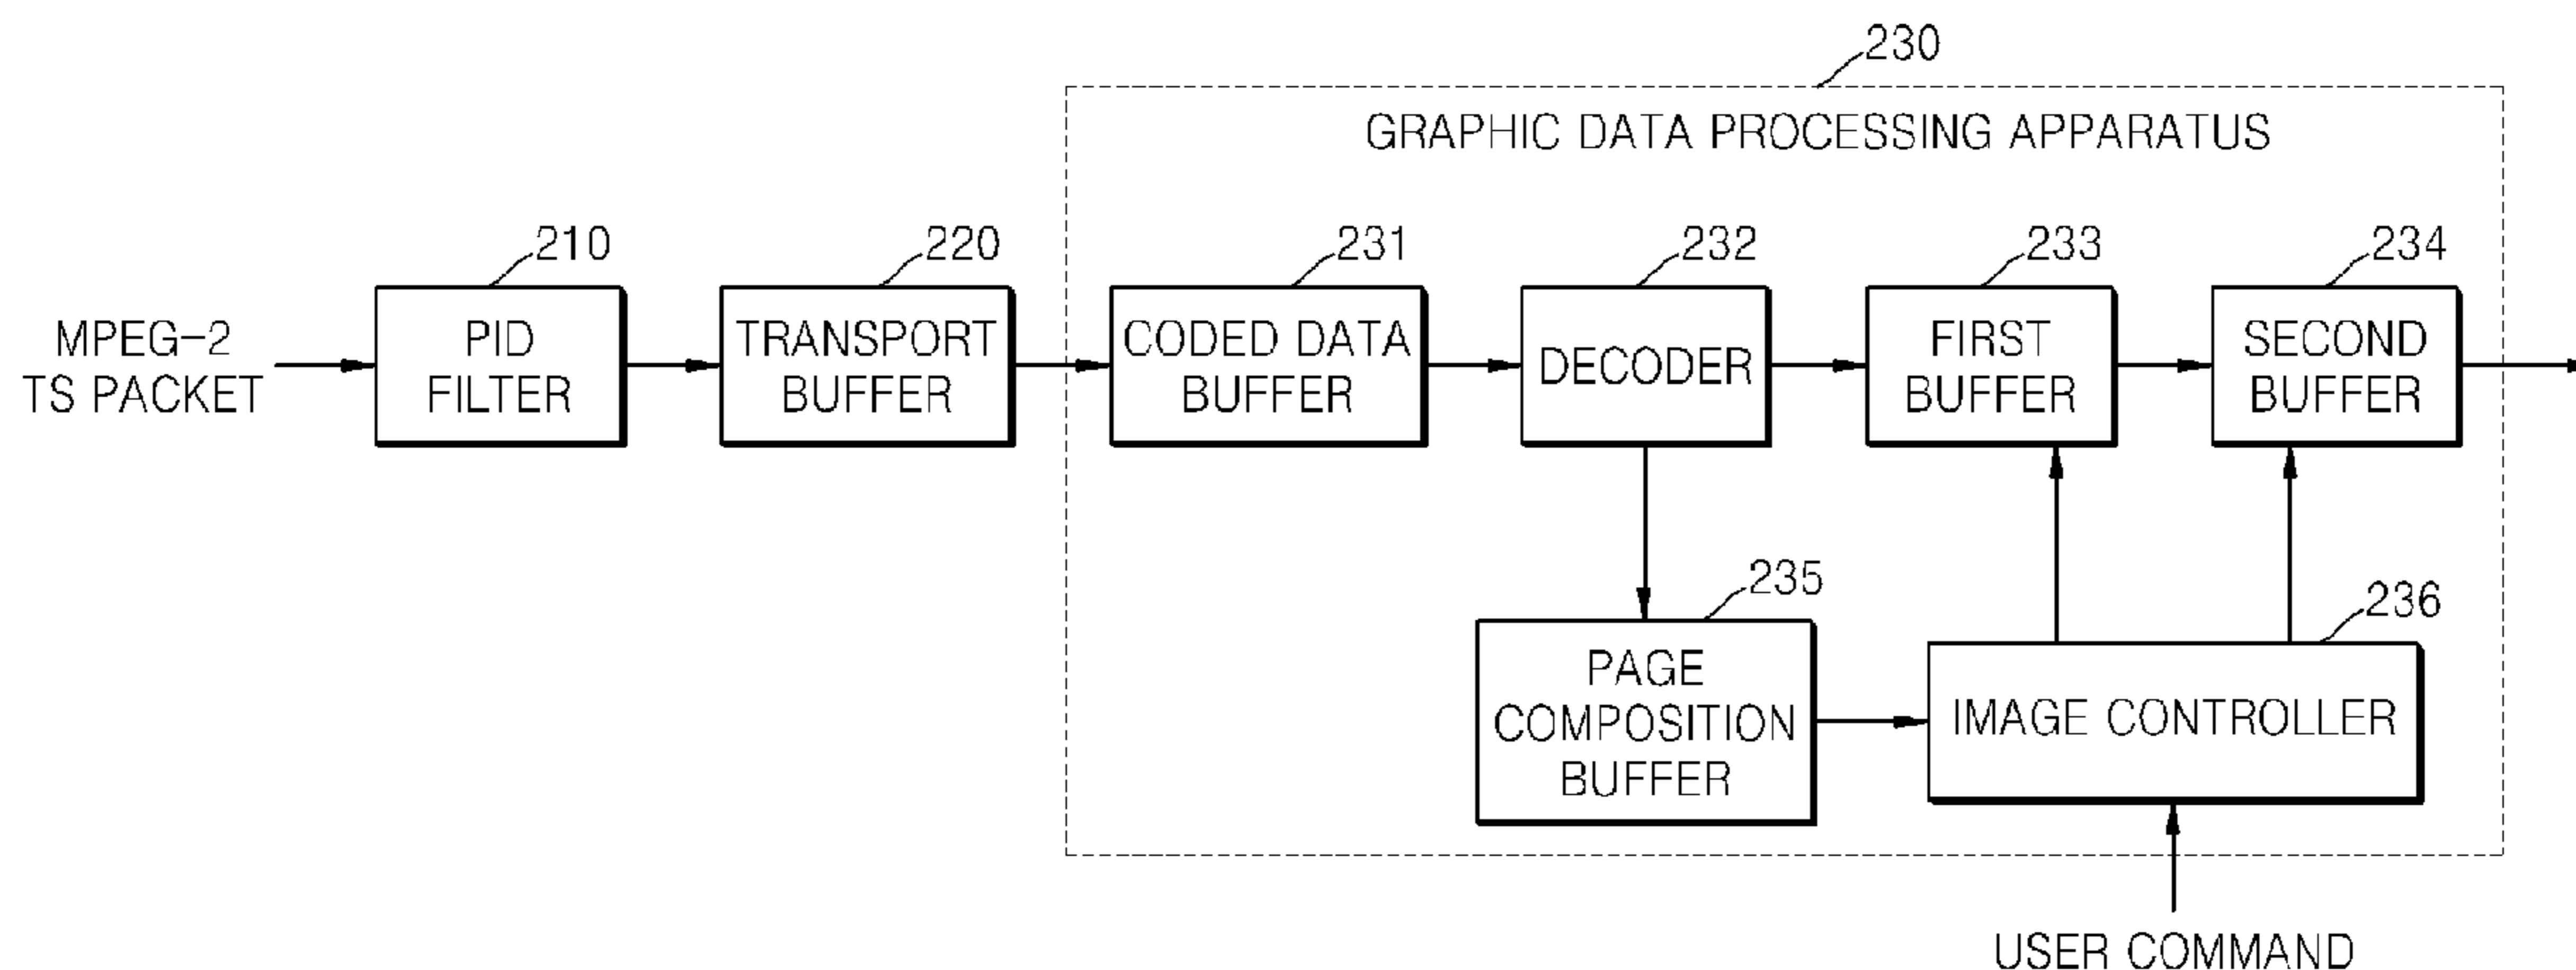 230
GRAPHIC DATA PROCESSING APPARATUS
210
220
231
232
233
234
MPEG-2
TS PACKET
PID
FILTER
TRANSPORT
BUFFER
CODED DATA
BUFFER
DECODER
FIRST
BUFFER
SECOND
BUFFER
235
236
PAGE
COMPOSITION
BUFFER
IMAGE CONTROLLER
USER COMMAND